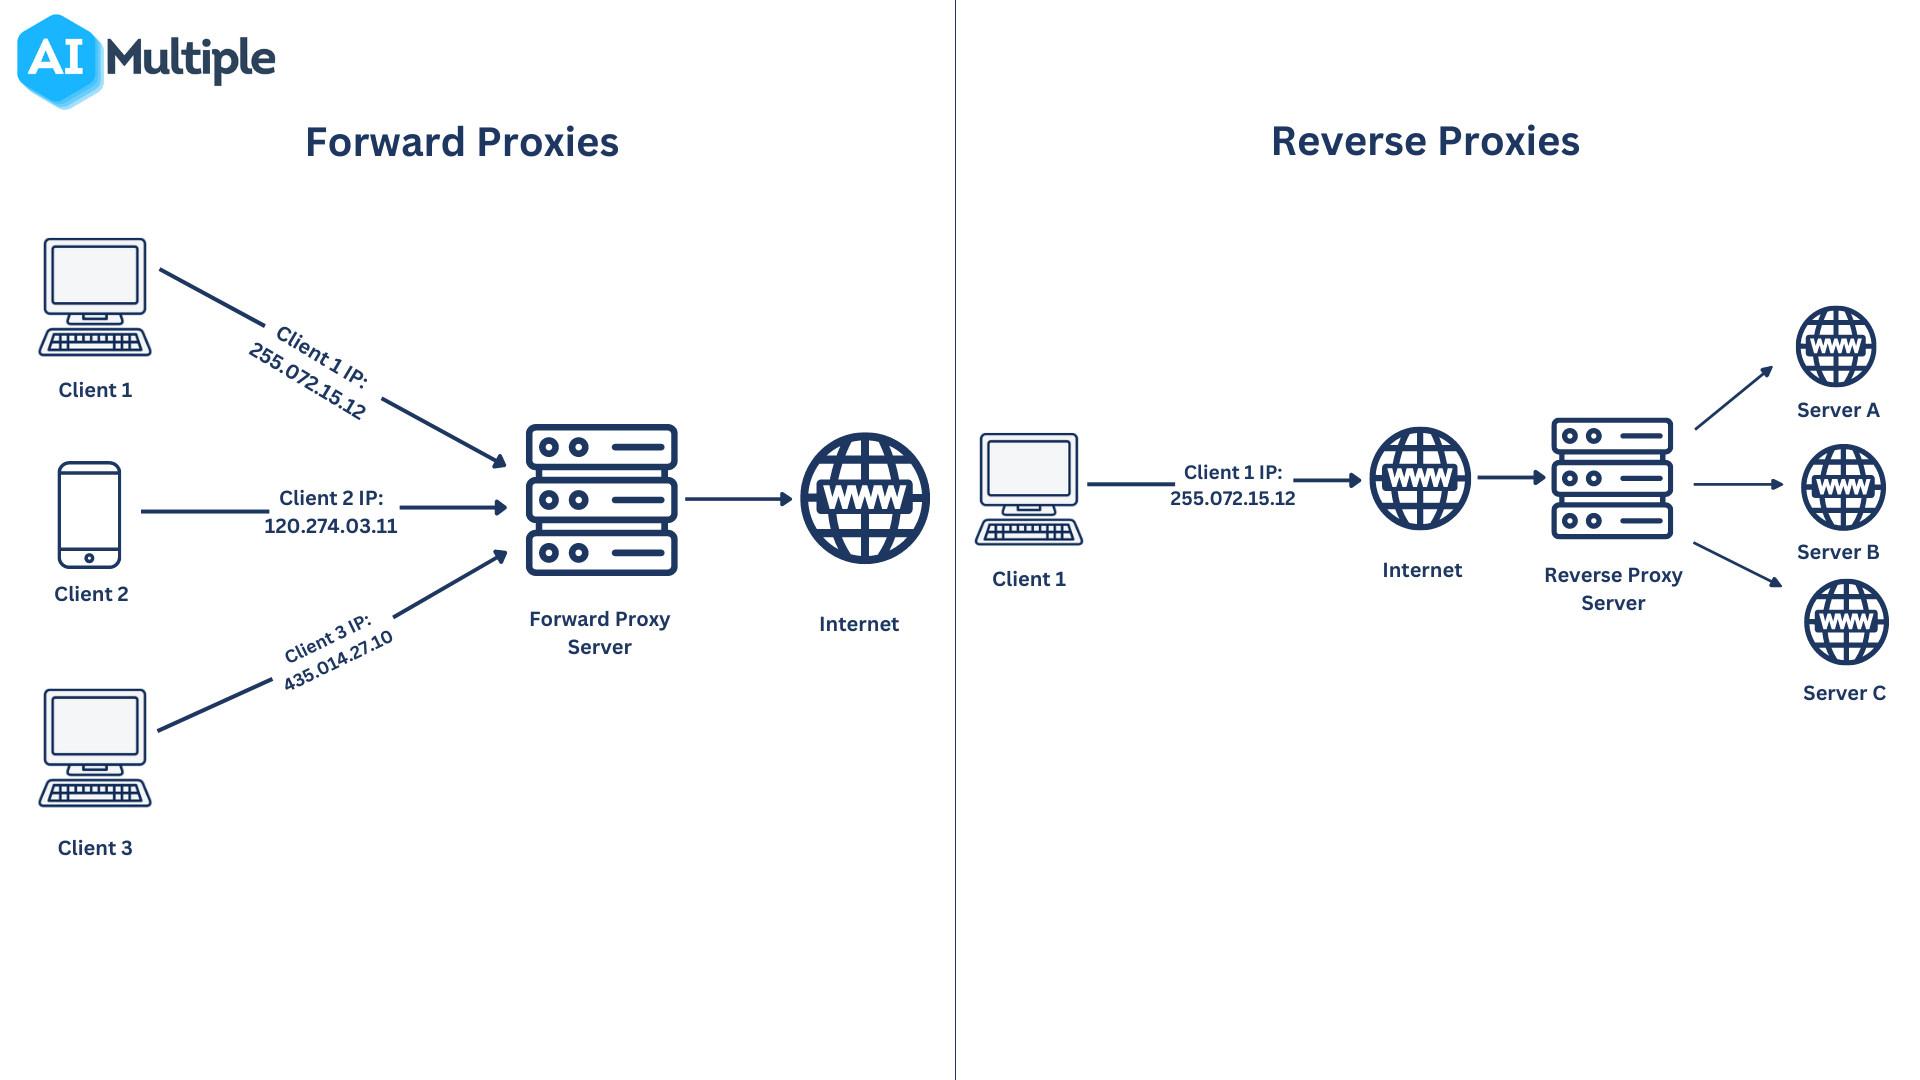 AI Multiple
Forward Proxies
Client 1
Client 1 IP:
255.072.15.12
Client 2
Client 2 IP:
120.274.03.11
Client 3
Client 3 IP:
435.014.27.10
Forward Proxy
Server
WWW
Internet
Reverse Proxies
Client 1
Client 1 IP:
255.072.15.12
WWW
Internet
Reverse Proxy
Server
WWW
Server A
WWW
Server B
WWW
Server C